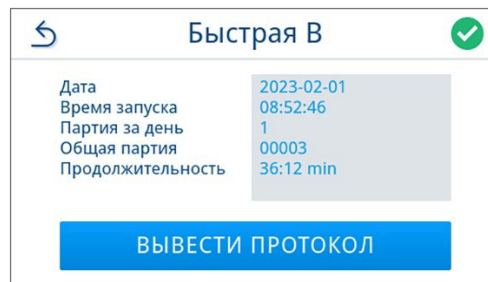 Быстрая B
Дата 2023-02-01
Время запуска 08:52:46
Партия за день 1
Общая партия 00003
Продолжительность 36:12 min
ВЫВЕСТИ ПРОТОКОЛ